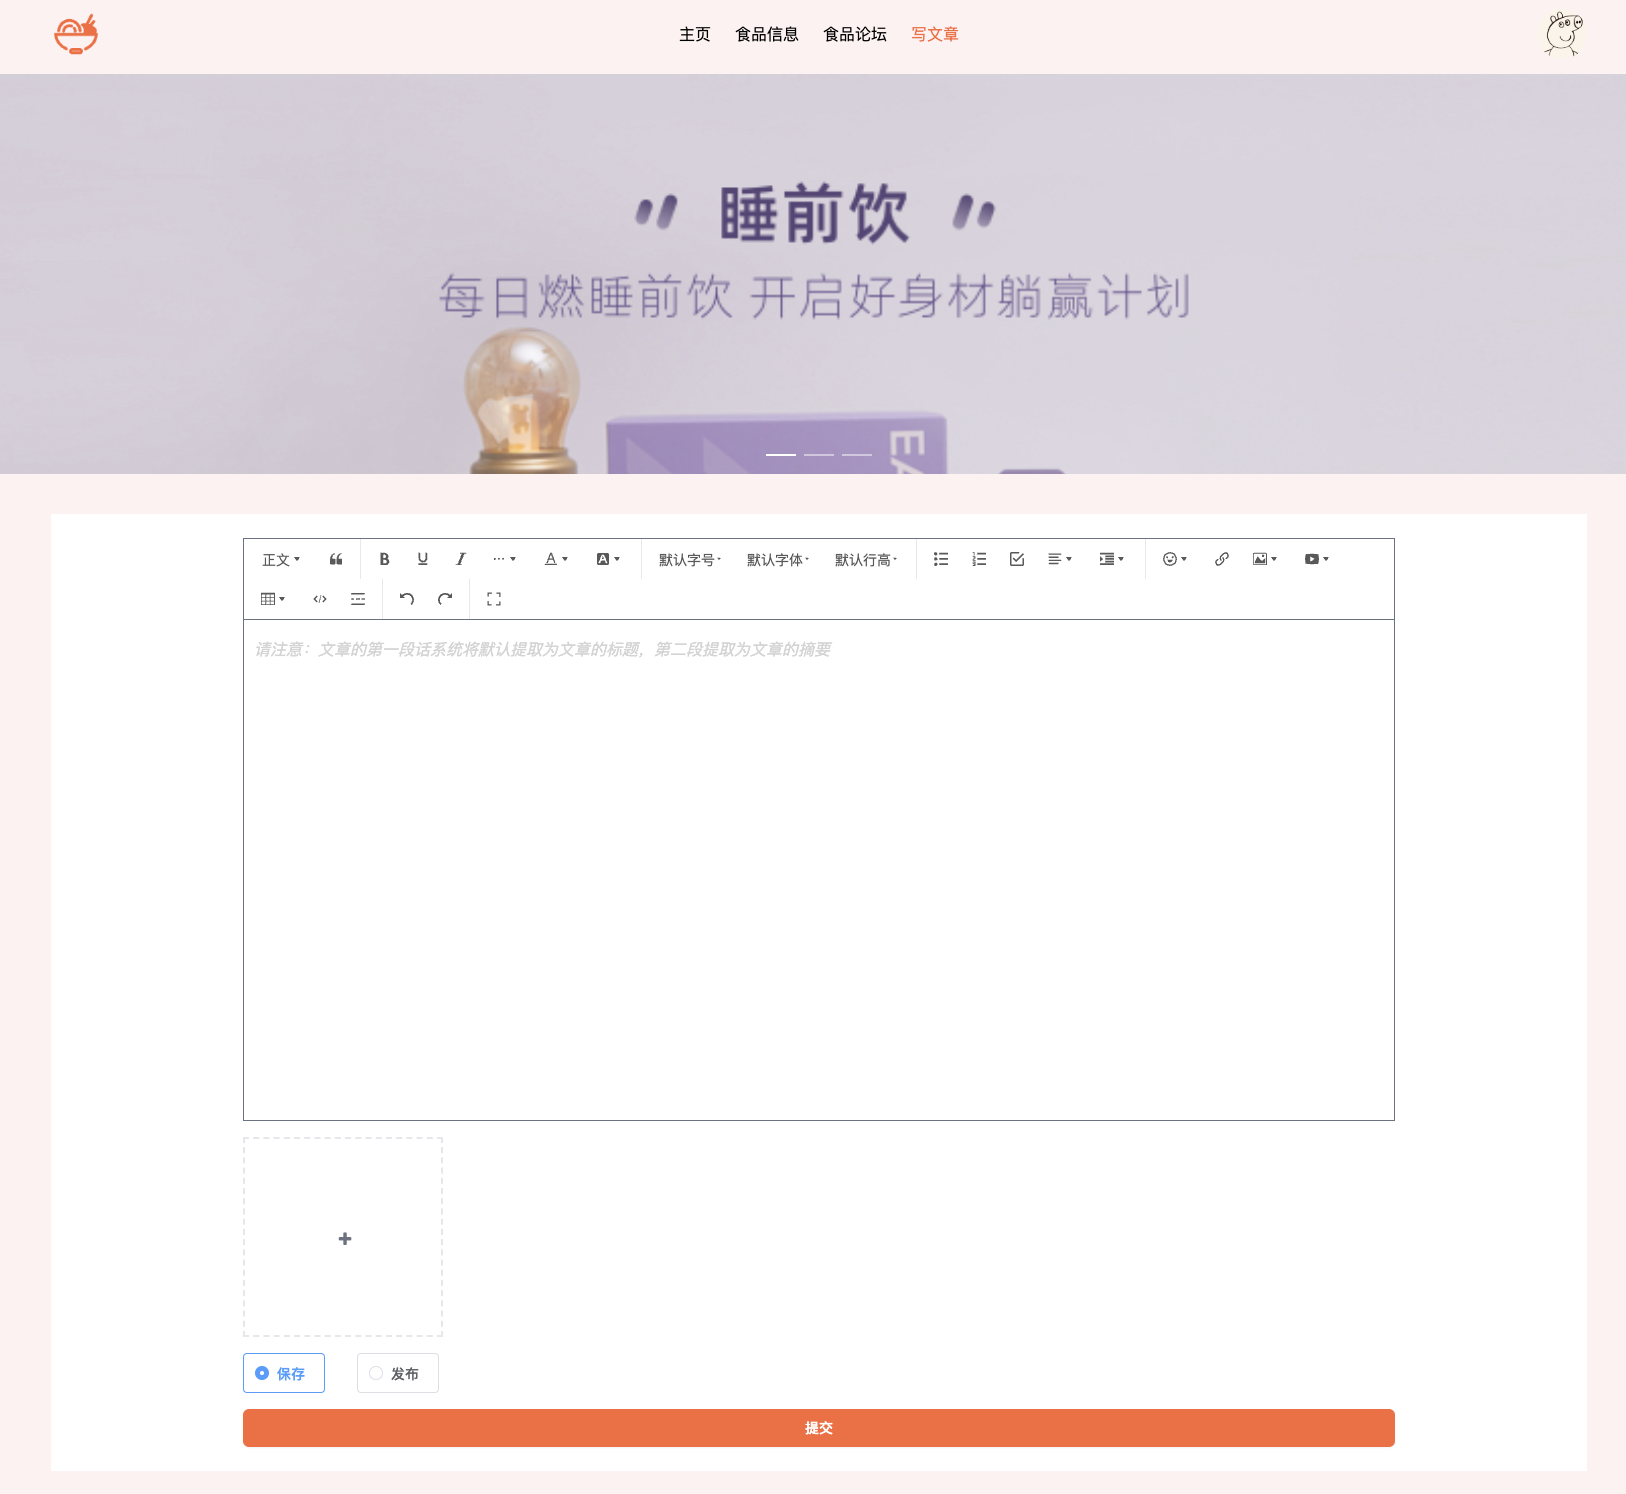 主页 食品信息 食品论坛 写文章
睡前饮
每日燃睡前饮 开启好身材躺赢计划
EA
正文 B U I ··· A A 默认字号 默认字体 默认行高
请注意：文章的第一段话系统将默认提取为文章的标题，第二段提取为文章的摘要
保存 发布
提交